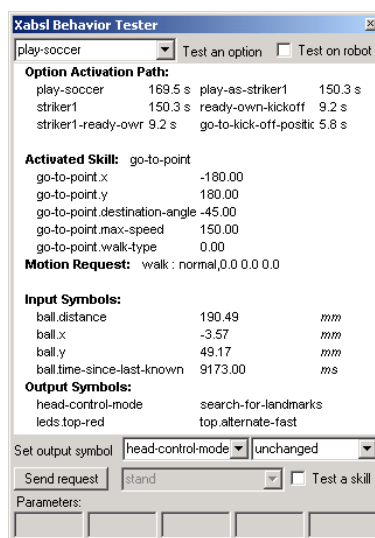 Xabsl Behavior Tester
play-soccer Test an option Test on robot
Option Activation Path:
play-soccer 169.5 s play-as-striker1 150.3 s
striker1 150.3 s ready-own-kickoff 9.2 s
striker1-ready-owr 9.2 s go-to-kick-off-positic 5.8 s
Activated Skill: go-to-point
go-to-point.x -180.00
go-to-point.y 180.00
go-to-point.destination-angle -45.00
go-to-point.max-speed 150.00
go-to-point.walk-type 0.00
Motion Request: walk : normal,0.0 0.0 0.0
Input Symbols:
ball.distance 190.49 mm
ball.x -3.57 mm
ball.y 49.17 mm
ball.time-since-last-known 9173.00 ms
Output Symbols:
head-control-mode search-for-landmarks
leds.top-red top.alternate-fast
Set output symbol head-control-mode unchanged
Send request stand Test a skill
Parameters: